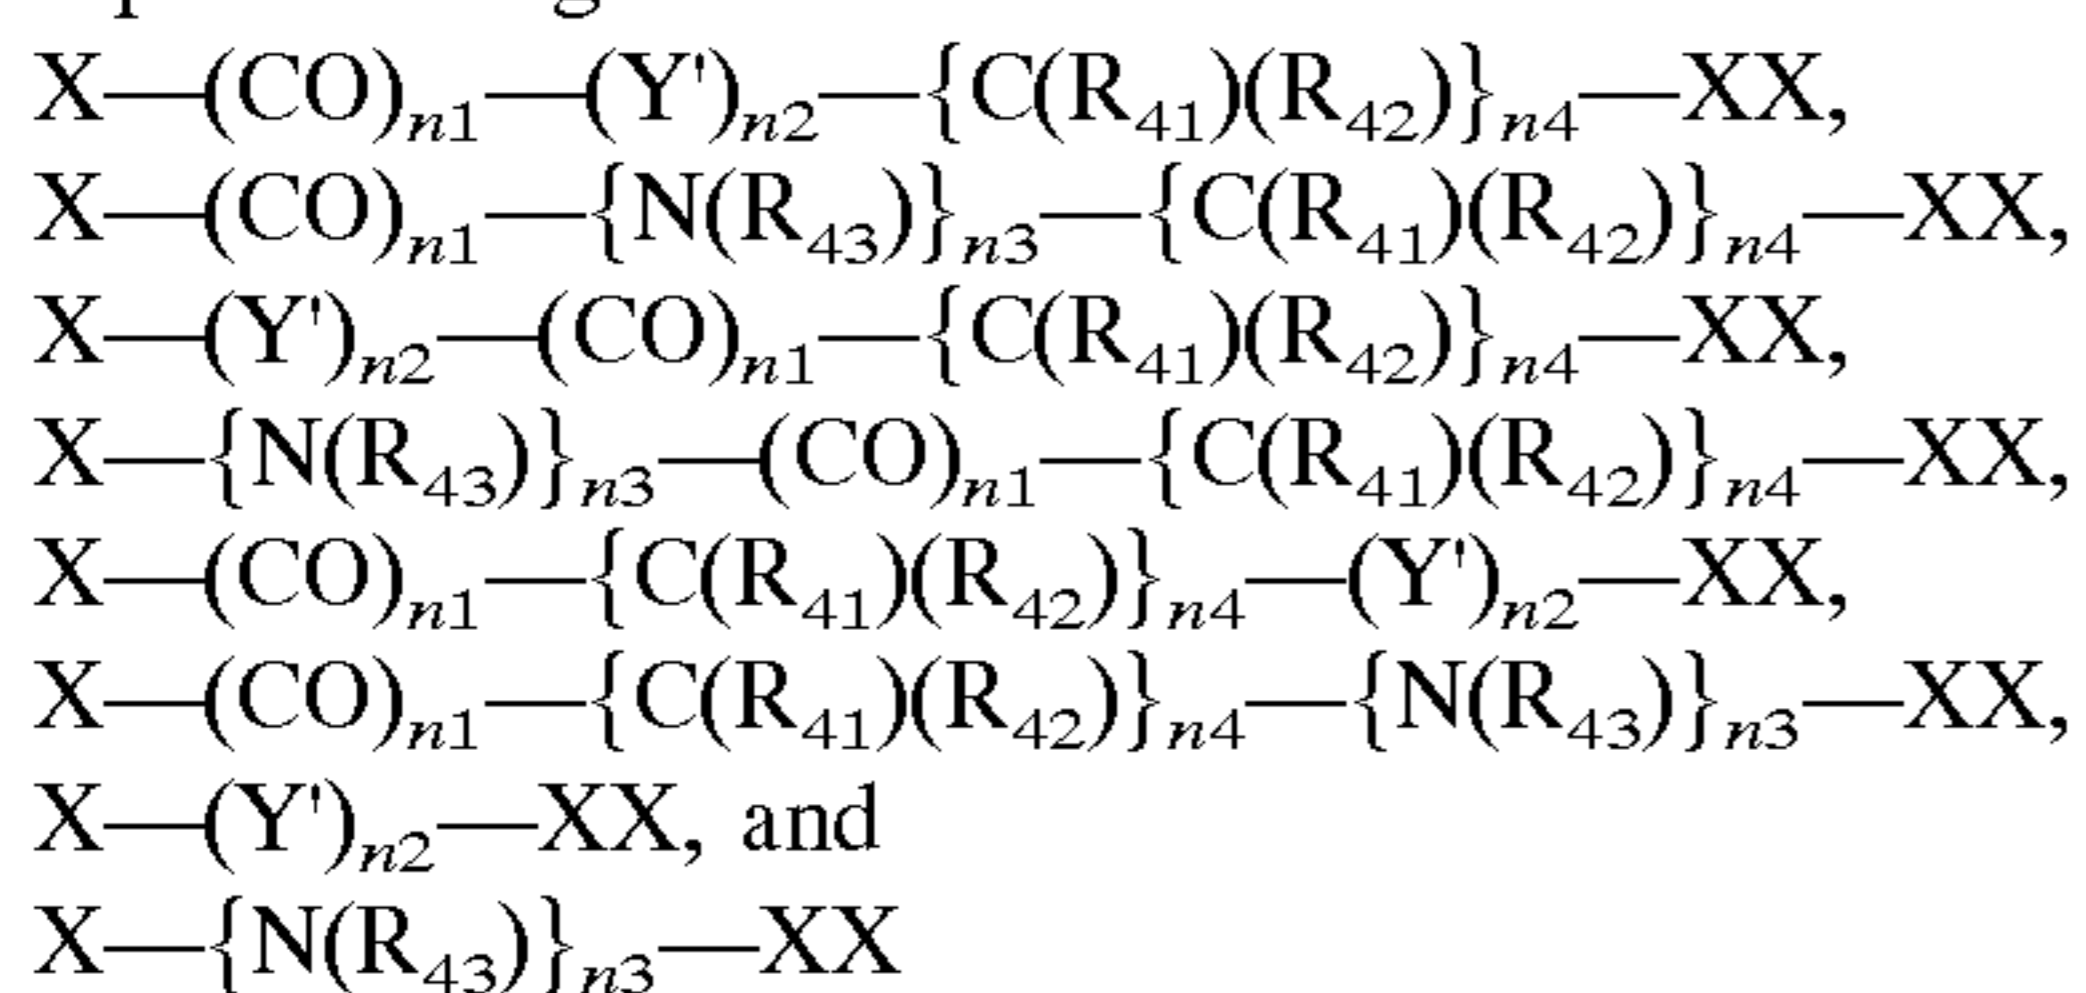 X—(CO)n1—(Y')n2—{C(R41)(R42)}n4—XX,
X—(CO)n1—{N(R43)}n3—{C(R41)(R42)}n4—XX,
X—(Y')n2—(CO)n1—{C(R41)(R42)}n4—XX,
X—{N(R43)}n3—(CO)n1—{C(R41)(R42)}n4—XX,
X—(CO)n1—{C(R41)(R42)}n4—(Y')n2—XX,
X—(CO)n1—{C(R41)(R42)}n4—{N(R43)}n3—XX,
X—(Y')n2—XX, and
X—{N(R43)}n3—XX